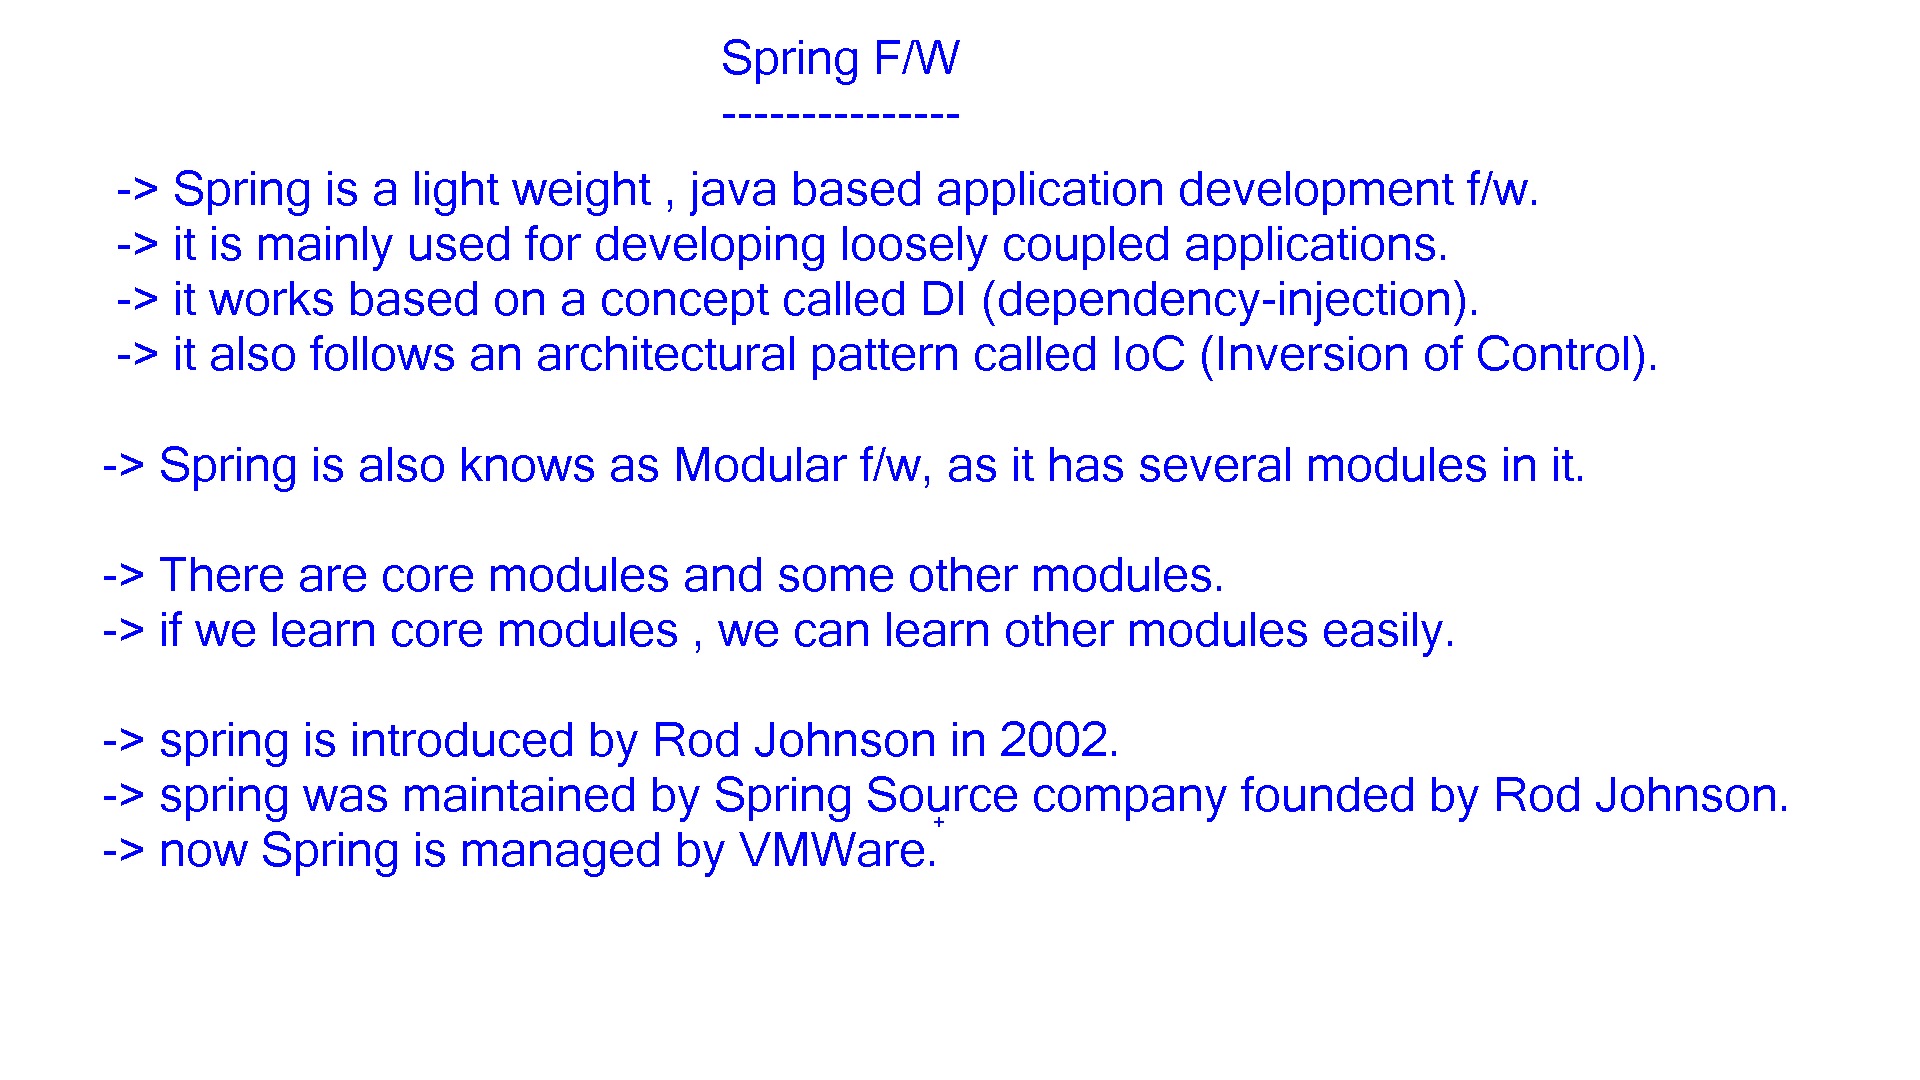 Spring F/W
---------------
-> Spring is a light weight , java based application development f/w.
-> it is mainly used for developing loosely coupled applications.
-> it works based on a concept called DI (dependency-injection).
-> it also follows an architectural pattern called IoC (Inversion of Control).
-> Spring is also knows as Modular f/w, as it has several modules in it.
-> There are core modules and some other modules.
-> if we learn core modules , we can learn other modules easily.
-> spring is introduced by Rod Johnson in 2002.
-> spring was maintained by Spring Source company founded by Rod Johnson.
-> now Spring is managed by VMWare.